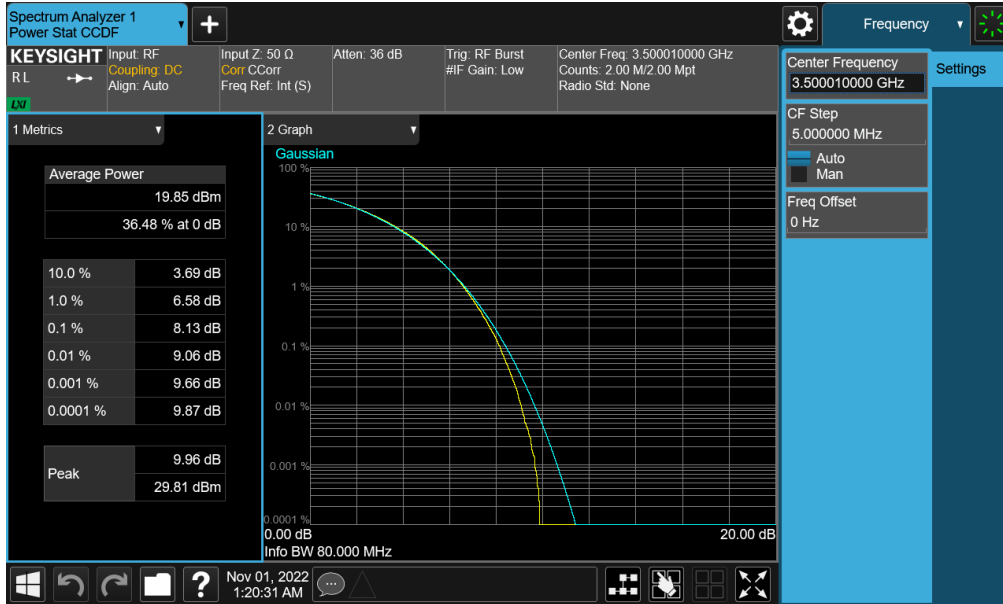 Spectrum Analyzer 1
Power Stat CCDF
Frequency
KEYSIGHT
R L
LXI
Input: RF
Coupling: DC
Align: Auto
Input Z: 50 Ω
Corr CCorr
Freq Ref: Int (S)
Atten: 36 dB
Trig: RF Burst
#IF Gain: Low
Center Freq: 3.500010000 GHz
Counts: 2.00 M/2.00 Mpt
Radio Std: None
Center Frequency
3.500010000 GHz
Settings
CF Step
5.000000 MHz
Auto
Man
Freq Offset
0 Hz
1 Metrics
Average Power
19.85 dBm
36.48 % at 0 dB
10.0 % 3.69 dB
1.0 % 6.58 dB
0.1 % 8.13 dB
0.01 % 9.06 dB
0.001 % 9.66 dB
0.0001 % 9.87 dB
Peak
9.96 dB
29.81 dBm
2 Graph
Gaussian
100 %
10 %
1 %
0.1 %
0.01 %
0.001 %
0.0001 %
0.00 dB 20.00 dB
Info BW 80.000 MHz
?
Nov 01, 2022
1:20:31 AM